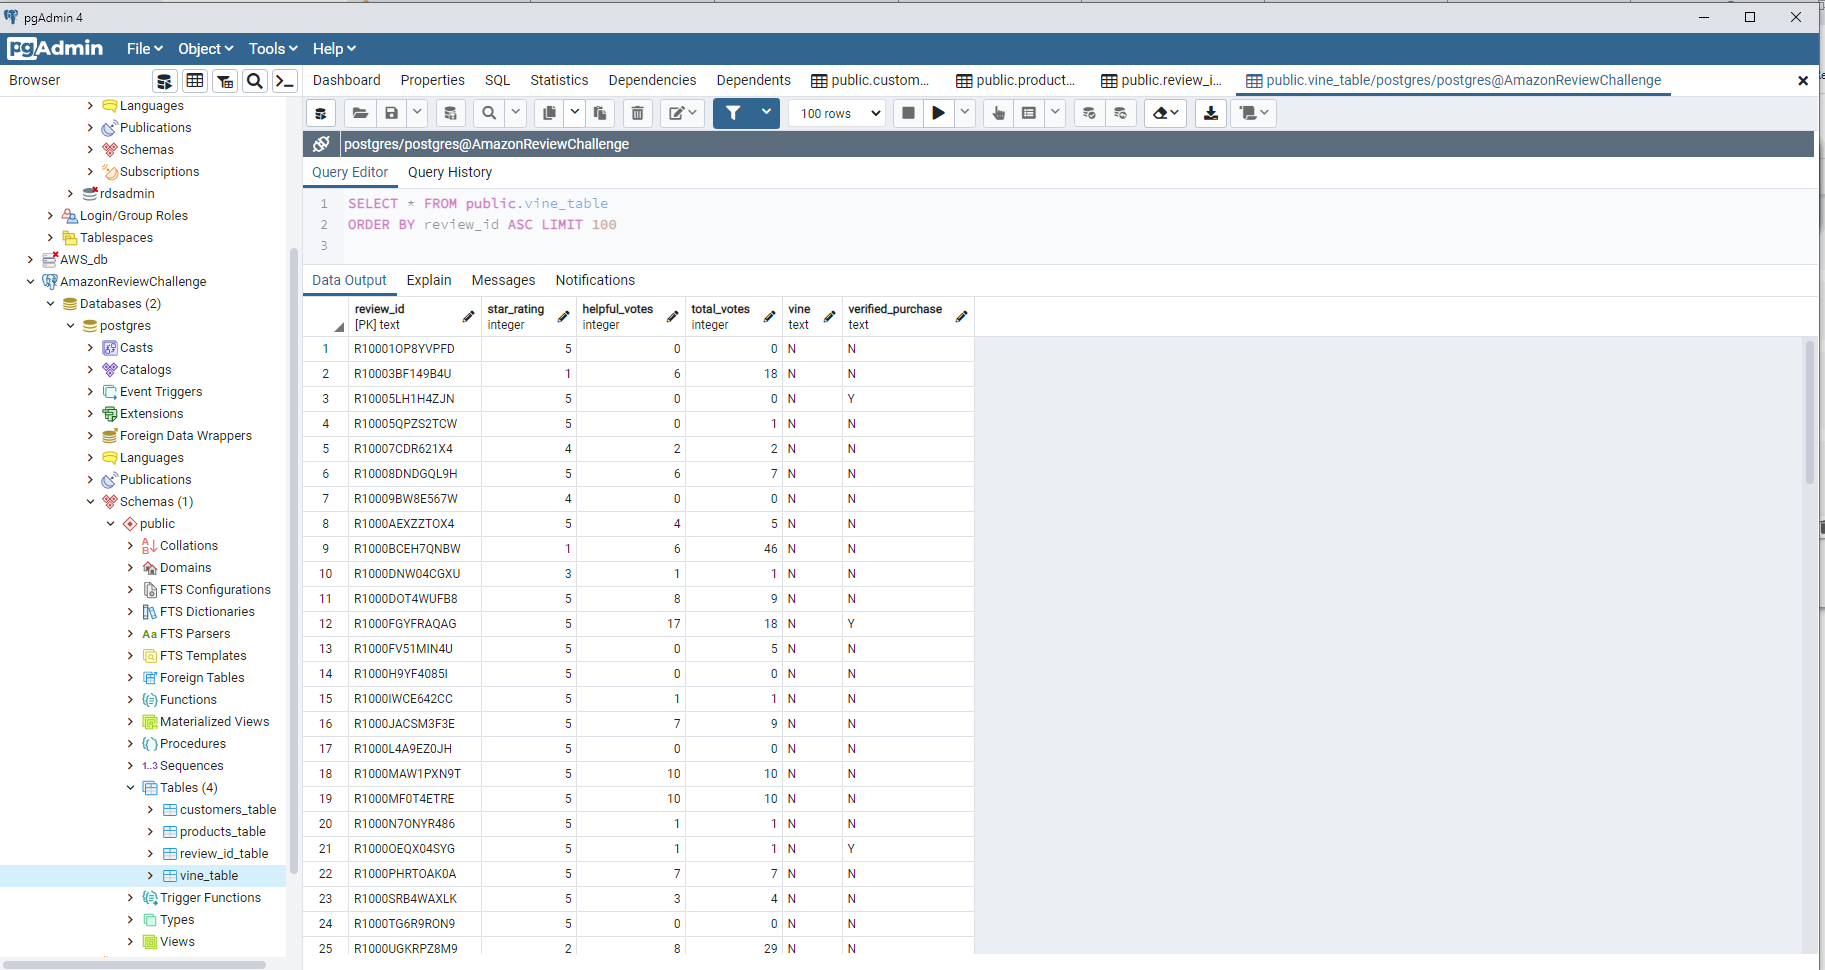 pgAdmin 4
pgAdmin File Object Tools Help
Browser
Dashboard Properties SQL Statistics Dependencies Dependents public.custom... public.product... public.review_i... public.vine_table/postgres/postgres@AmazonReviewChallenge
100 rows
postgres/postgres@AmazonReviewChallenge
Query Editor Query History
1 SELECT * FROM public.vine_table
2 ORDER BY review_id ASC LIMIT 100
3
Data Output Explain Messages Notifications
Languages
Publications
Schemas
Subscriptions
rdsadmin
Login/Group Roles
Tablespaces
AWS_db
AmazonReviewChallenge
Databases (2)
postgres
Casts
Catalogs
Event Triggers
Extensions
Foreign Data Wrappers
Languages
Publications
Schemas (1)
public
Collations
Domains
FTS Configurations
FTS Dictionaries
Aa FTS Parsers
FTS Templates
Foreign Tables
Functions
Materialized Views
Procedures
1..3 Sequences
Tables (4)
customers_table
products_table
review_id_table
vine_table
Trigger Functions
Types
Views
review_id star_rating helpful_votes total_votes vine verified_purchase
[PK] text integer integer integer text text
1 R10001OP8YVPFD 5 0 0 N N
2 R10003BF149B4U 1 6 18 N N
3 R10005LH1H4ZJN 5 0 0 N Y
4 R10005QPZS2TCW 5 0 1 N N
5 R10007CDR621X4 4 2 2 N N
6 R10008DNDGQL9H 5 6 7 N N
7 R10009BW8E567W 4 0 0 N N
8 R1000AEXZZTOX4 5 4 5 N N
9 R1000BCEH7QNBW 1 6 46 N N
10 R1000DNW04CGXU 3 1 1 N N
11 R1000DOT4WUFB8 5 8 9 N N
12 R1000FGYFRAQAG 5 17 18 N Y
13 R1000FV51MIN4U 5 0 5 N N
14 R1000H9YF4085I 5 0 0 N N
15 R1000IWCE642CC 5 1 1 N N
16 R1000JACSM3F3E 5 7 9 N N
17 R1000L4A9EZ0JH 5 0 0 N N
18 R1000MAW1PXN9T 5 10 10 N N
19 R1000MF0T4ETRE 5 10 10 N N
20 R1000N7ONYR486 5 1 1 N N
21 R1000OEQX04SYG 5 1 1 N Y
22 R1000PHRTOAK0A 5 7 7 N N
23 R1000SRB4WAXLK 5 3 4 N N
24 R1000TG6R9RON9 5 0 0 N N
25 R1000UGKRPZ8M9 2 8 29 N N